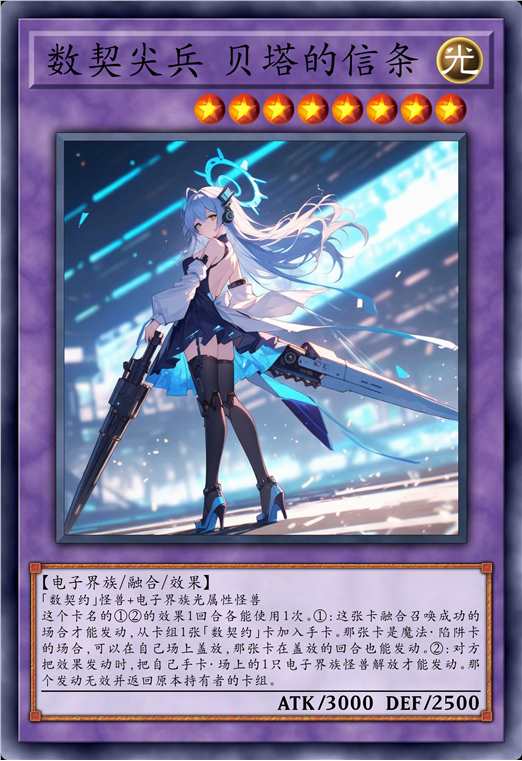 数契尖兵 贝塔的信条
光
【电子界族/融合/效果】
「数契约」怪兽+电子界族光属性怪兽
这个卡名的①②的效果1回合各能使用1次。①:这张卡融合召唤成功的
场合才能发动,从卡组1张「数契约」卡加入手卡。那张卡是魔法·陷阱卡
的场合,可以在自己场上盖放,那张卡在盖放的回合也能发动。②:对方
把效果发动时,把自己手卡·场上的1只电子界族怪兽解放才能发动。那
个发动无效并返回原本持有者的卡组。
ATK/3000 DEF/2500